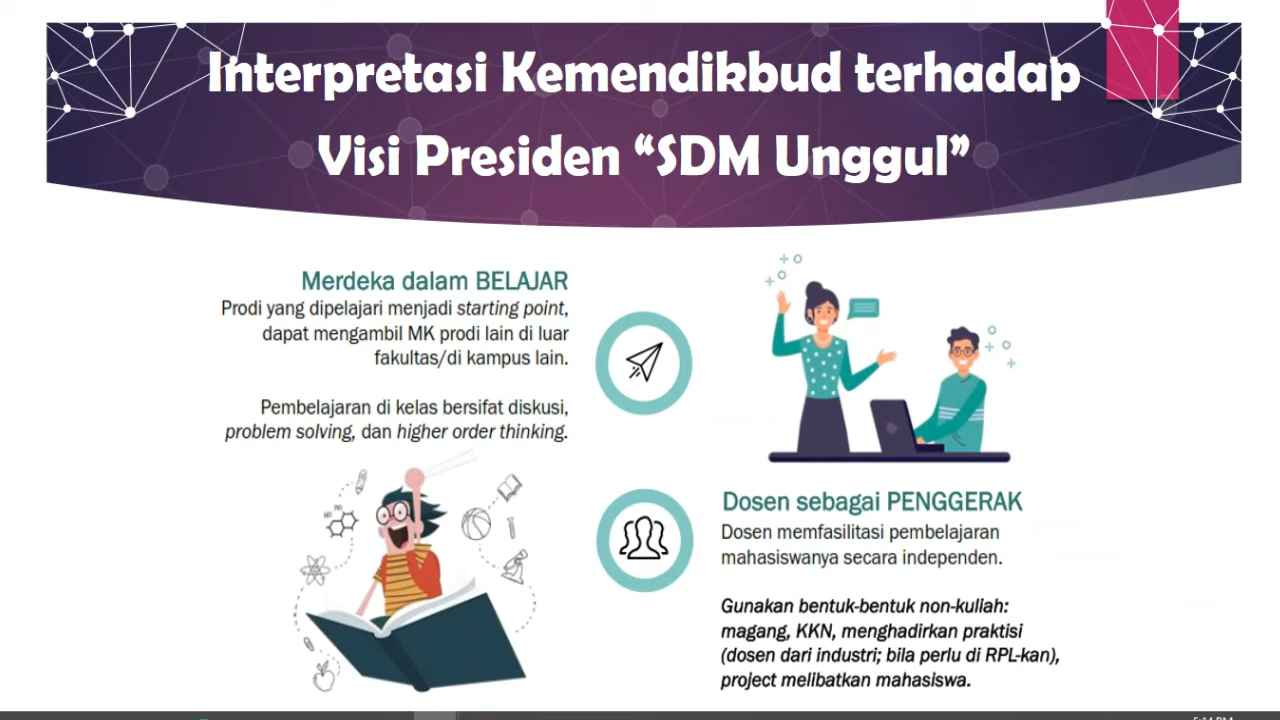 Interpretasi Kemendikbud terhadap
Visi Presiden “SDM Unggul”
Merdeka dalam BELAJAR
Prodi yang dipelajari menjadi starting point,
dapat mengambil MK prodi lain di luar
fakultas/di kampus lain.
Pembelajaran di kelas bersifat diskusi,
problem solving, dan higher order thinking.
Dosen sebagai PENGGERAK
Dosen memfasilitasi pembelajaran
mahasiswanya secara independen.
Gunakan bentuk-bentuk non-kuliah:
magang, KKN, menghadirkan praktisi
(dosen dari industri; bila perlu di RPL-kan),
project melibatkan mahasiswa.